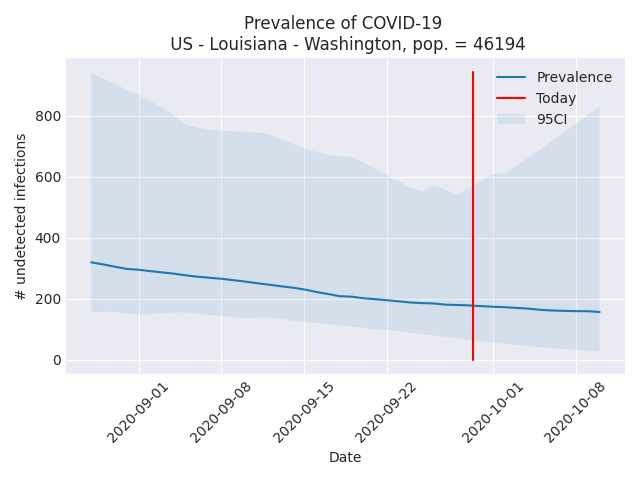 Prevalence of COVID-19
US - Louisiana - Washington, pop. = 46194
Prevalence
Today
95CI
# undetected infections
800
600
400
200
0
2020-09-01
2020-09-08
2020-09-15
2020-09-22
2020-10-01
2020-10-08
Date